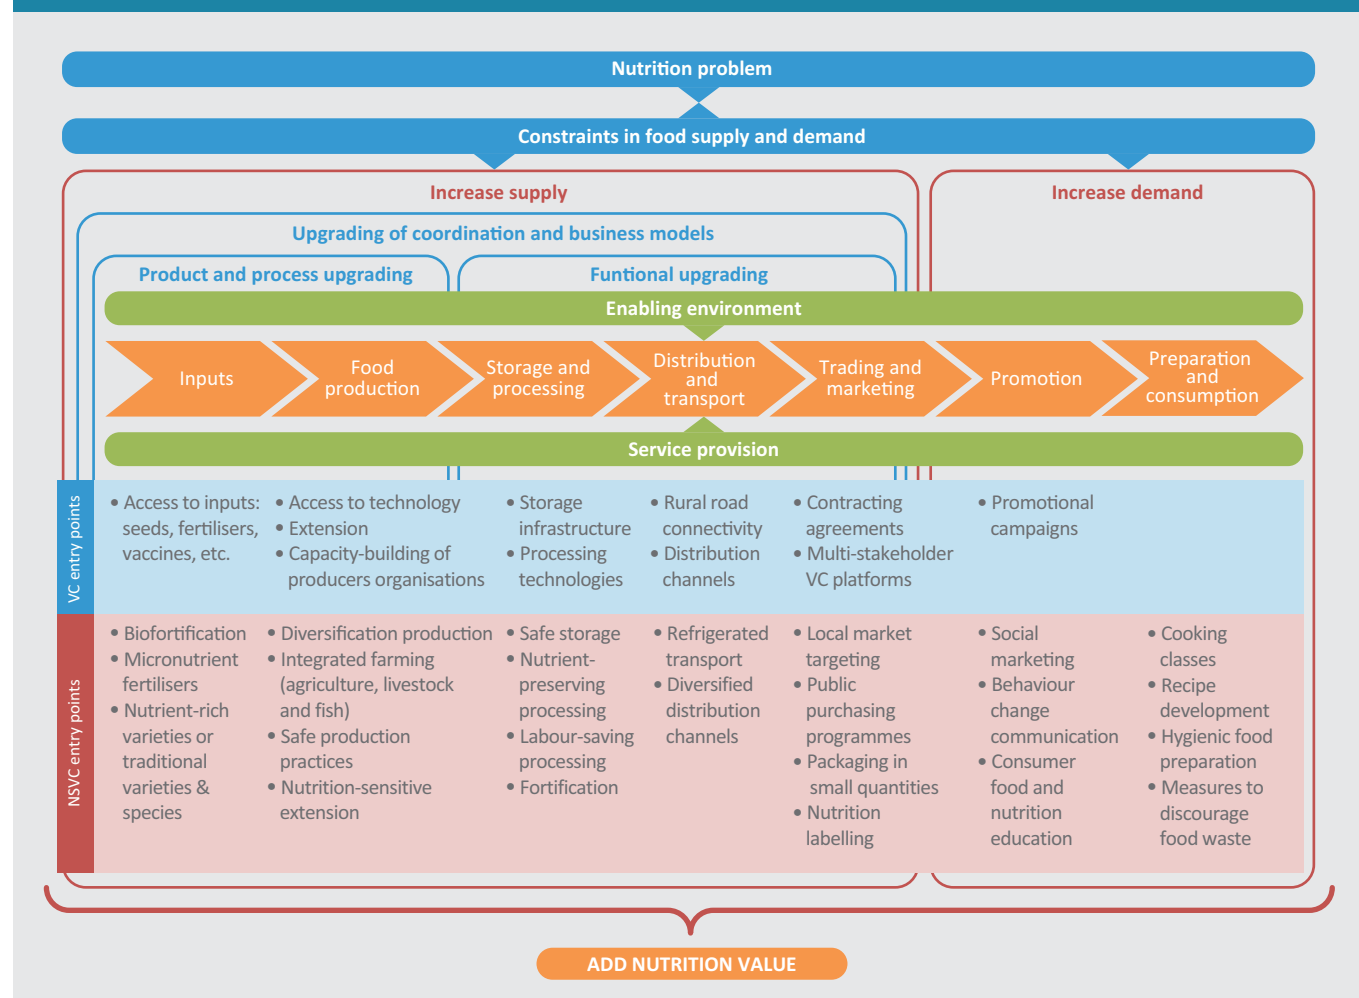 Nutrition problem
Constraints in food supply and demand
Increase supply
Increase demand
Upgrading of coordination and business models
Product and process upgrading
Funtional upgrading
Enabling environment
Inputs
Food
production
Storage and
processing
Distribution
and
transport
Trading and
marketing
Promotion
Preparation
and
consumption
Service provision
VC entry points
• Access to inputs:
seeds, fertilisers,
vaccines, etc.
• Access to technology
• Extension
• Capacity-building of
producers organisations
• Storage
infrastructure
• Processing
technologies
• Rural road
connectivity
• Distribution
channels
• Contracting
agreements
• Multi-stakeholder
VC platforms
• Promotional
campaigns
NSVC entry points
• Biofortification
• Micronutrient
fertilisers
• Nutrient-rich
varieties or
traditional
varieties &
species
• Diversification production
• Integrated farming
(agriculture, livestock
and fish)
• Safe production
practices
• Nutrition-sensitive
extension
• Safe storage
• Nutrient-
preserving
processing
• Labour-saving
processing
• Fortification
• Refrigerated
transport
• Diversified
distribution
channels
• Local market
targeting
• Public
purchasing
programmes
• Packaging in
small quantities
• Nutrition
labelling
• Social
marketing
• Behaviour
change
communication
• Consumer
food and
nutrition
education
• Cooking
classes
• Recipe
development
• Hygienic food
preparation
• Measures to
discourage
food waste
ADD NUTRITION VALUE